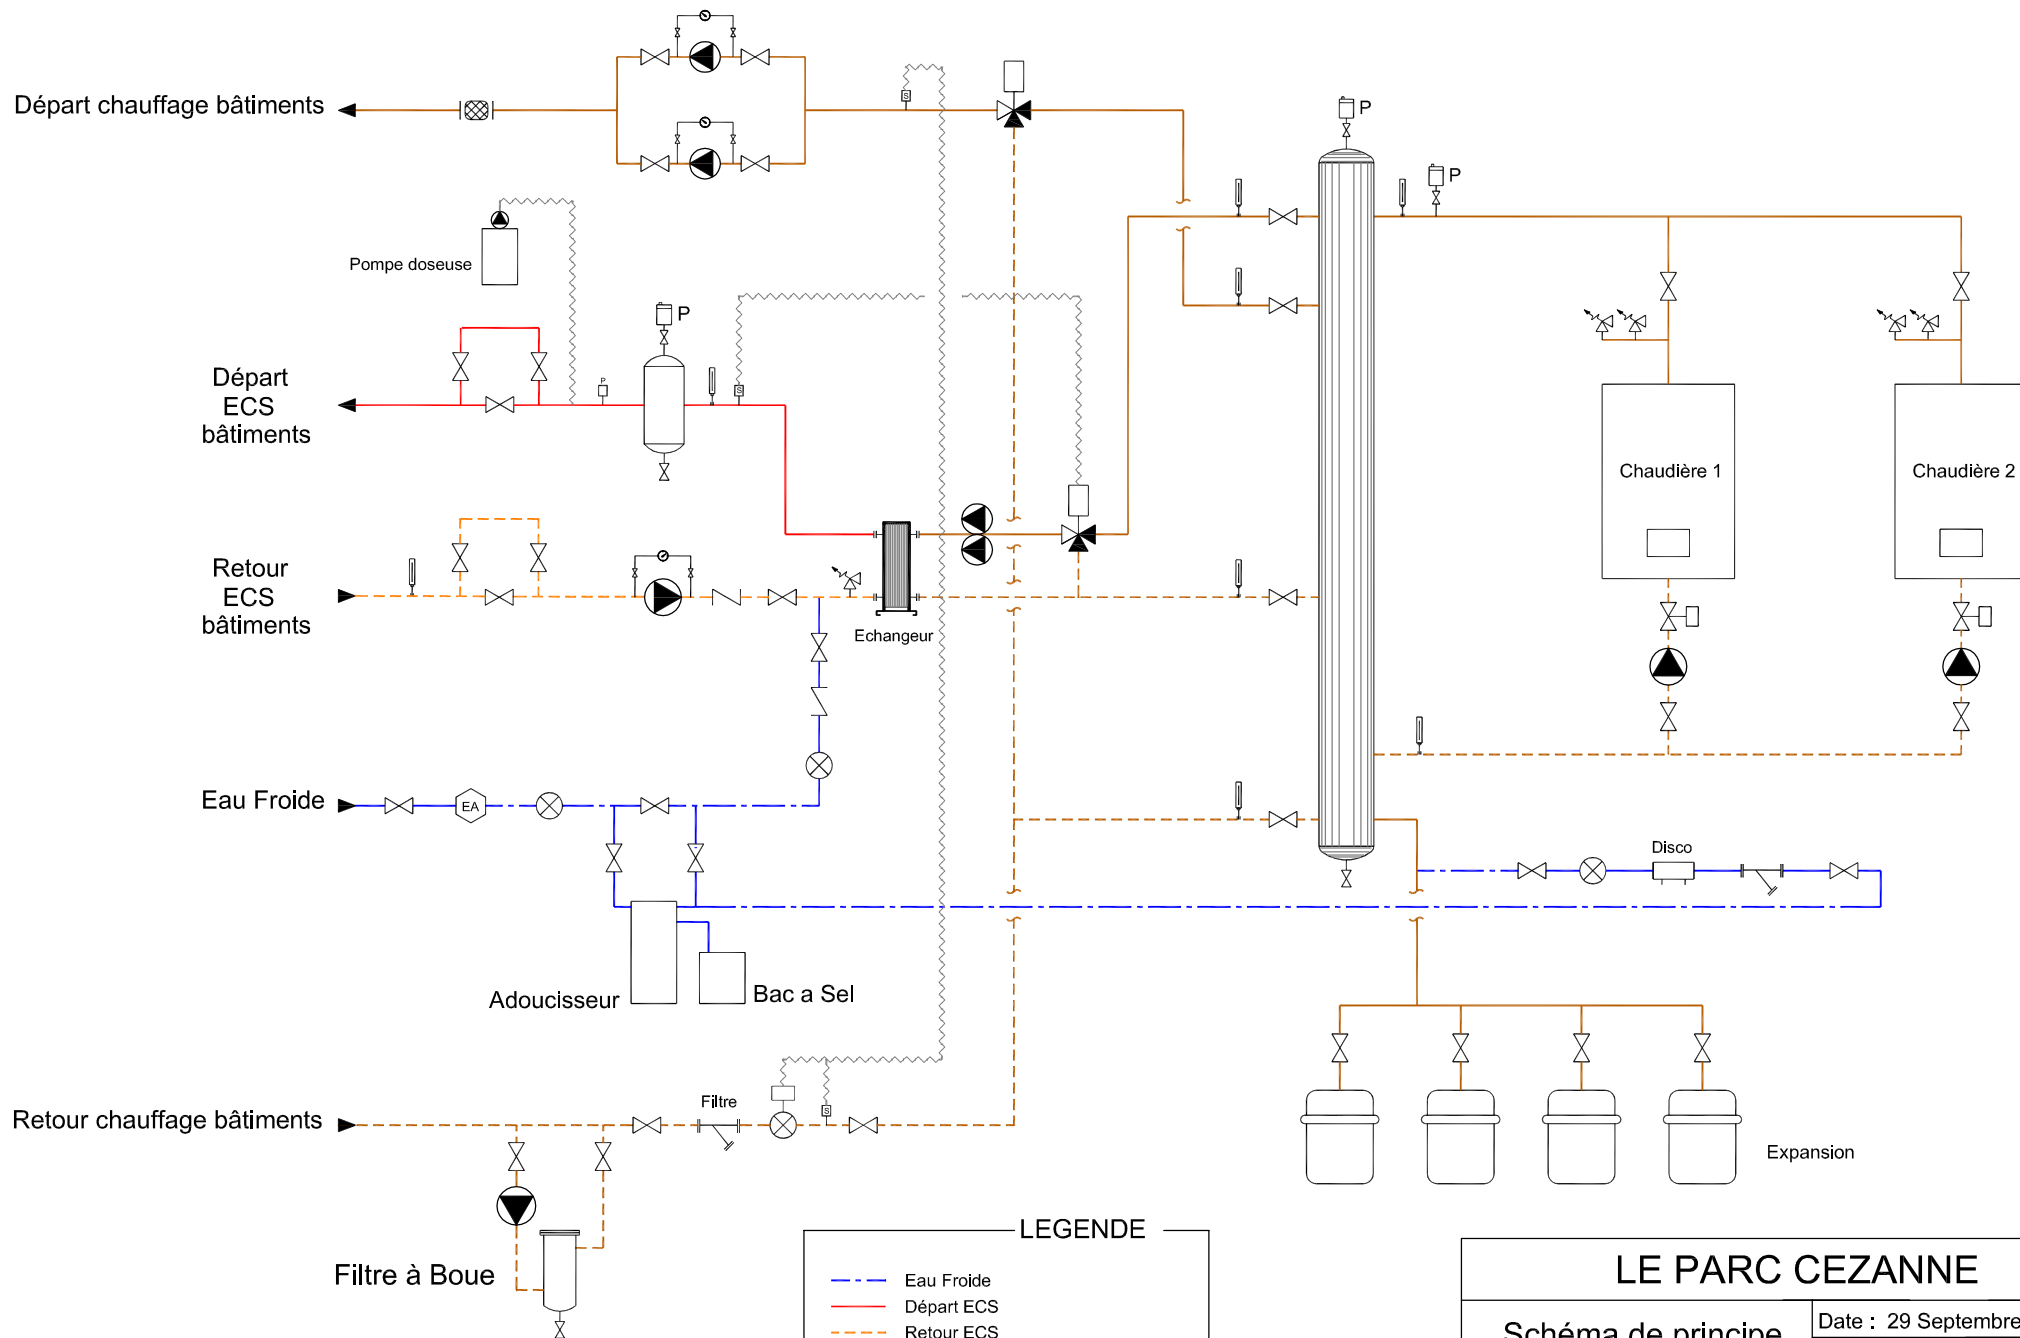 P
Départ chauffage bâtiments
S
P
Pompe doseuse
P
Départ
ECS
bâtiments
P
S
Chaudière 1
Chaudière 2
Retour
ECS
bâtiments
Echangeur
Eau Froide
EA
Disco
Adoucisseur
Bac a Sel
Retour chauffage bâtiments
Filtre
S
Expansion
Filtre à Boue
LEGENDE
Eau Froide
Départ ECS
Retour ECS
LE PARC CEZANNE
Schéma de principe
Date : 29 Septembre